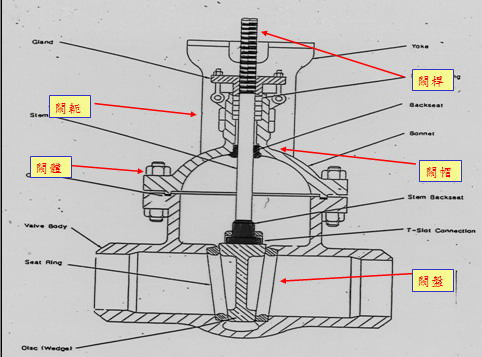 Gland
Yoke
閥桿
ng
閥軛
Backseat
Stem
Bonnet
閥體
閥帽
Stem Backseat
Valve Body
T-Slot Connection
Seat Ring
閥盤
Disc (Wedge)